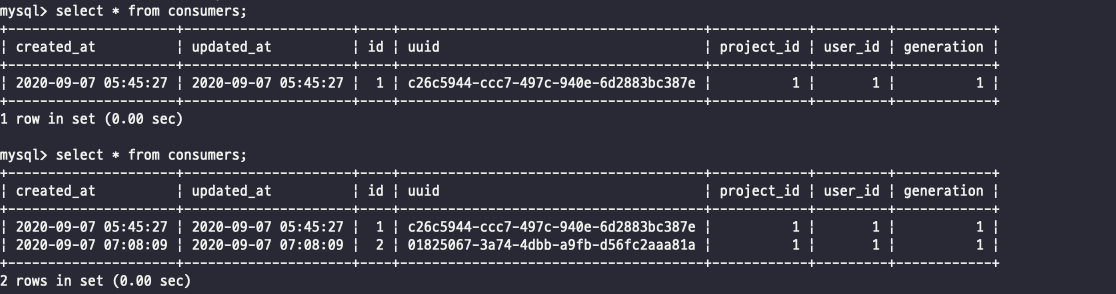 mysql> select * from consumers;
+---------------------+---------------------+----+--------------------------------------+------------+---------+------------+
| created_at          | updated_at          | id | uuid                                 | project_id | user_id | generation |
+---------------------+---------------------+----+--------------------------------------+------------+---------+------------+
| 2020-09-07 05:45:27 | 2020-09-07 05:45:27 |  1 | c26c5944-ccc7-497c-940e-6d2883bc387e |          1 |       1 |          1 |
+---------------------+---------------------+----+--------------------------------------+------------+---------+------------+
1 row in set (0.00 sec)
mysql> select * from consumers;
+---------------------+---------------------+----+--------------------------------------+------------+---------+------------+
| created_at          | updated_at          | id | uuid                                 | project_id | user_id | generation |
+---------------------+---------------------+----+--------------------------------------+------------+---------+------------+
| 2020-09-07 05:45:27 | 2020-09-07 05:45:27 |  1 | c26c5944-ccc7-497c-940e-6d2883bc387e |          1 |       1 |          1 |
| 2020-09-07 07:08:09 | 2020-09-07 07:08:09 |  2 | 01825067-3a74-4dbb-a9fb-d56fc2aaa81a |          1 |       1 |          1 |
+---------------------+---------------------+----+--------------------------------------+------------+---------+------------+
2 rows in set (0.00 sec)